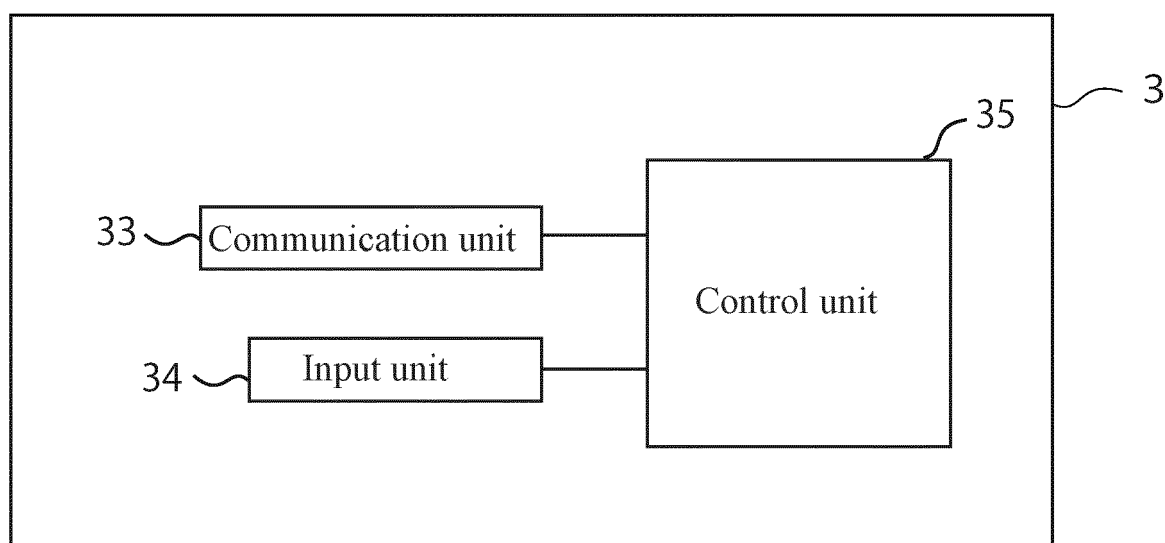 3
35
33 Communication unit
Control unit
34 Input unit